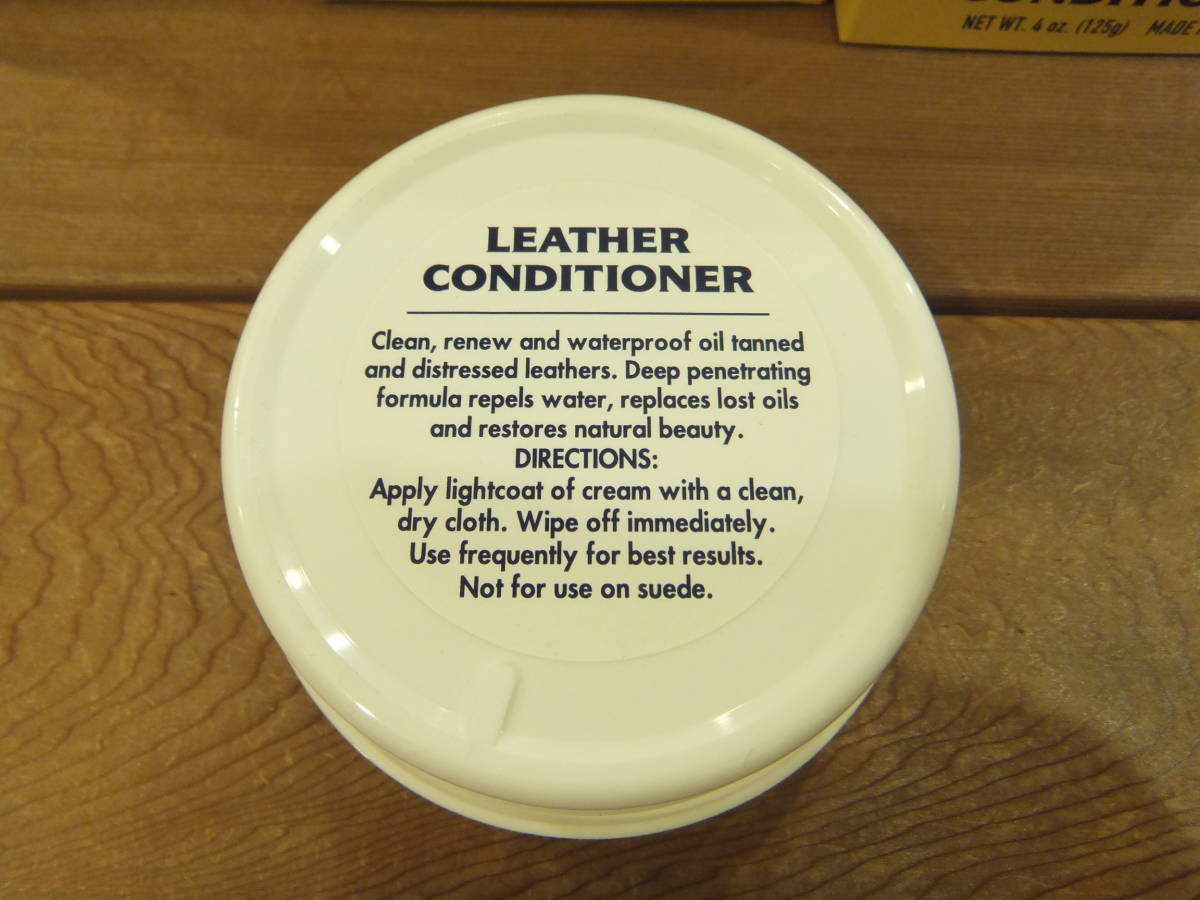 NET WT. 4 oz. (125g) MADE
LEATHER
CONDITIONER
Clean, renew and waterproof oil tanned
and distressed leathers. Deep penetrating
formula repels water, replaces lost oils
and restores natural beauty.
DIRECTIONS:
Apply lightcoat of cream with a clean,
dry cloth. Wipe off immediately.
Use frequently for best results.
Not for use on suede.